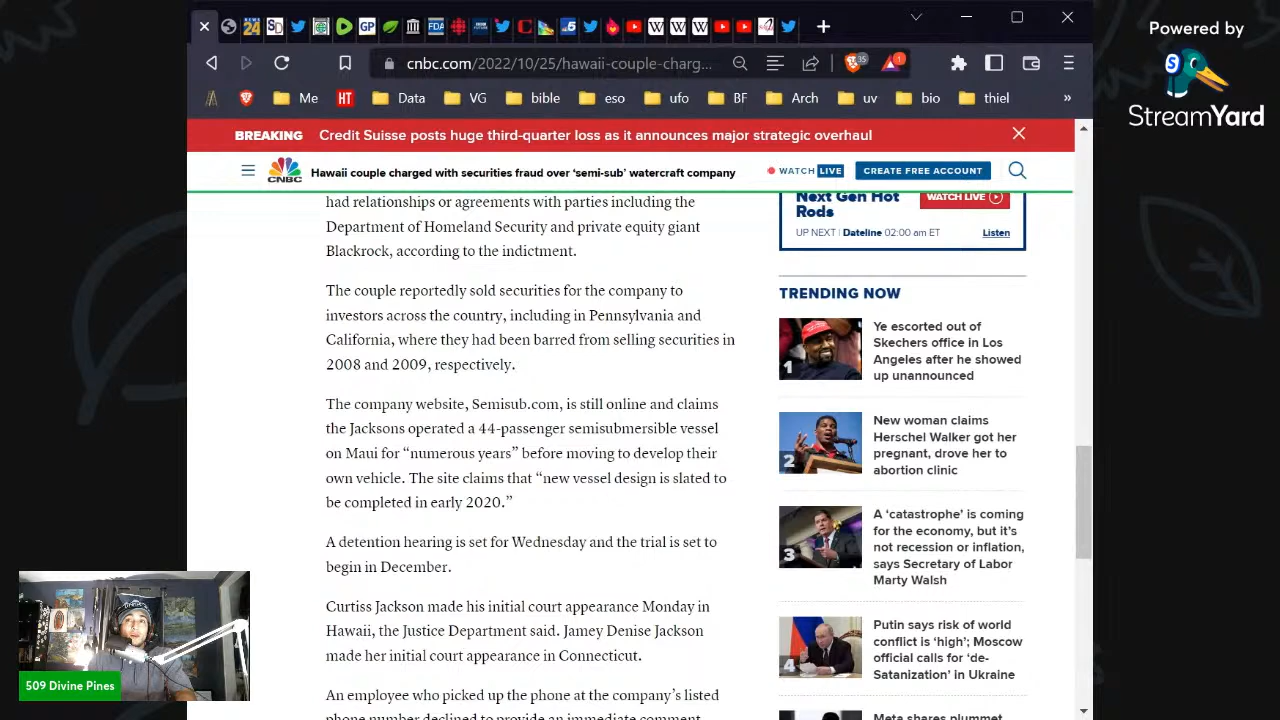 Powered by
StreamYard
cnbc.com/2022/10/25/hawaii-couple-charg...
35
1
Me
HT
Data
VG
bible
eso
ufo
BF
Arch
uv
bio
thiel
»
BREAKING Credit Suisse posts huge third-quarter loss as it announces major strategic overhaul
CNBC
Hawaii couple charged with securities fraud over ‘semi-sub’ watercraft company
WATCH LIVE
CREATE FREE ACCOUNT
had relationships or agreements with parties including the
Department of Homeland Security and private equity giant
Blackrock, according to the indictment.
The couple reportedly sold securities for the company to
investors across the country, including in Pennsylvania and
California, where they had been barred from selling securities in
2008 and 2009, respectively.
The company website, Semisub.com, is still online and claims
the Jacksons operated a 44-passenger semisubmersible vessel
on Maui for “numerous years” before moving to develop their
own vehicle. The site claims that “new vessel design is slated to
be completed in early 2020.”
A detention hearing is set for Wednesday and the trial is set to
begin in December.
Curtiss Jackson made his initial court appearance Monday in
Hawaii, the Justice Department said. Jamey Denise Jackson
made her initial court appearance in Connecticut.
An employee who picked up the phone at the company’s listed
phone number declined to provide an immediate comment
Next Gen Hot
Rods
WATCH LIVE
UP NEXT | Dateline 02:00 am ET
Listen
TRENDING NOW
1
Ye escorted out of
Skechers office in Los
Angeles after he showed
up unannounced
2
New woman claims
Herschel Walker got her
pregnant, drove her to
abortion clinic
3
A ‘catastrophe’ is coming
for the economy, but it’s
not recession or inflation,
says Secretary of Labor
Marty Walsh
4
Putin says risk of world
conflict is ‘high’; Moscow
official calls for ‘de-
Satanization’ in Ukraine
Meta shares plummet
509 Divine Pines